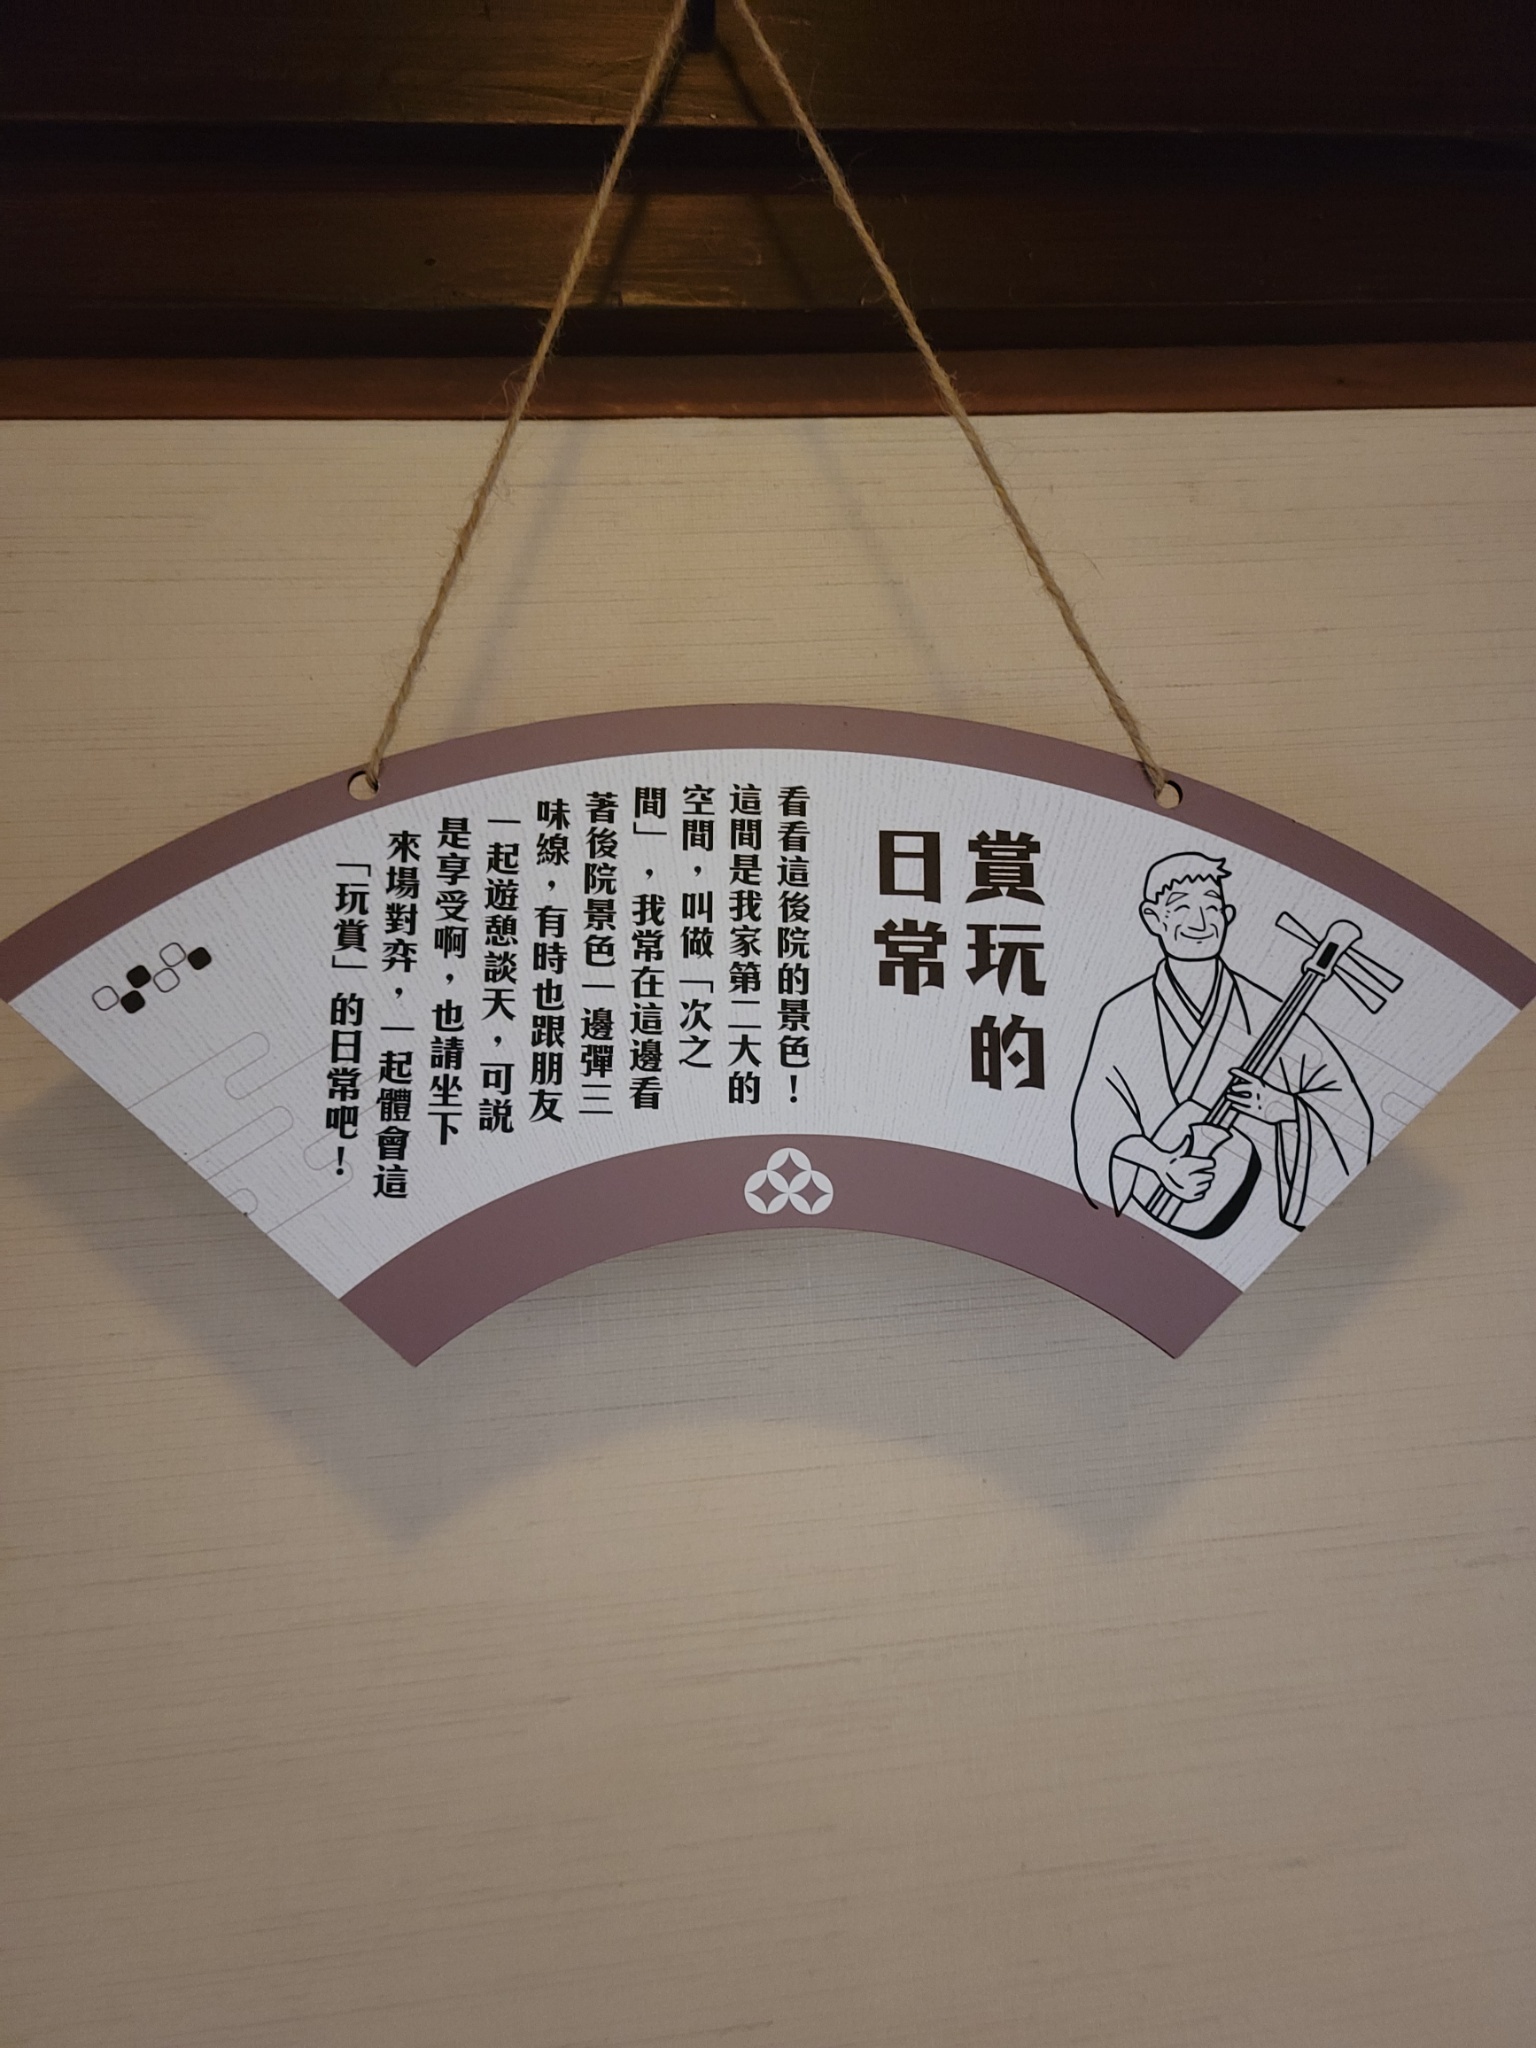 賞玩的
日常
看看這後院的景色！
這間是我家第二大的
空間，叫做「次之
間」，我常在這邊看
著後院景色一邊彈三
味線，有時也跟朋友
一起遊憩談天，可説
是享受啊，也請坐下
來場對弈，一起體會這
「玩賞」的日常吧！